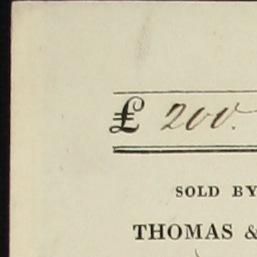 £ 200.
SOLD BY
THOMAS &